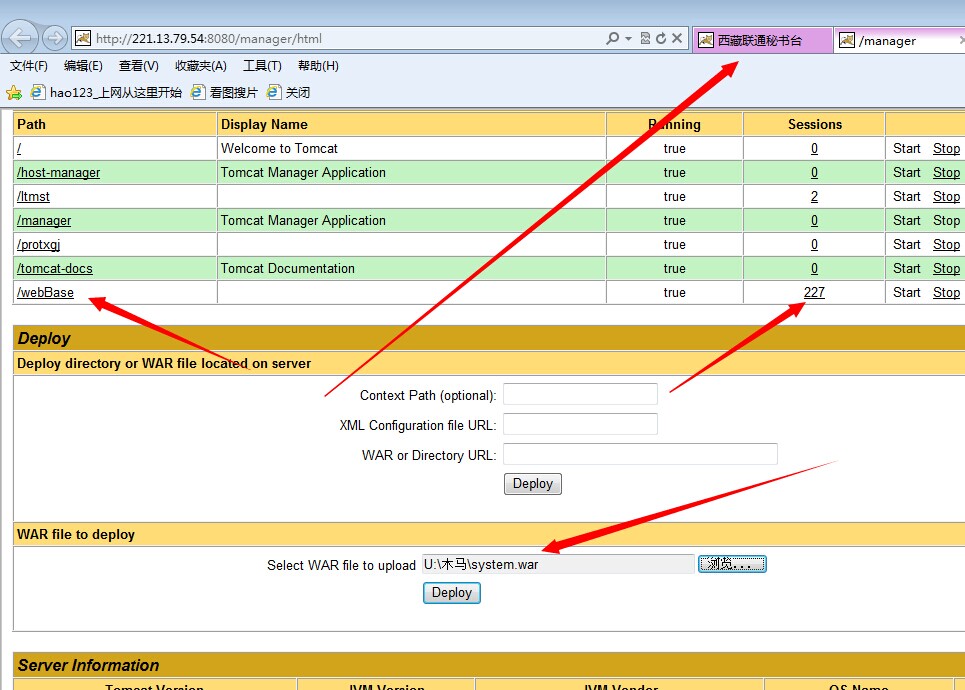 http://221.13.79.54:8080/manager/html 西藏联通秘书台 /manager
文件(F) 编辑(E) 查看(V) 收藏夹(A) 工具(T) 帮助(H)
hao123_上网从这里开始 看图搜片 关闭
Path Display Name Running Sessions
/ Welcome to Tomcat true 0 Start Stop
/host-manager Tomcat Manager Application true 0 Start Stop
/ltmst true 2 Start Stop
/manager Tomcat Manager Application true 0 Start Stop
/protxgj true 0 Start Stop
/tomcat-docs Tomcat Documentation true 0 Start Stop
/webBase true 227 Start Stop
Deploy
Deploy directory or WAR file located on server
Context Path (optional):
XML Configuration file URL:
WAR or Directory URL:
Deploy
WAR file to deploy
Select WAR file to upload U:\木马\system.war 浏览...
Deploy
Server Information
Tomcat Version JVM Version JVM Vendor OS Name